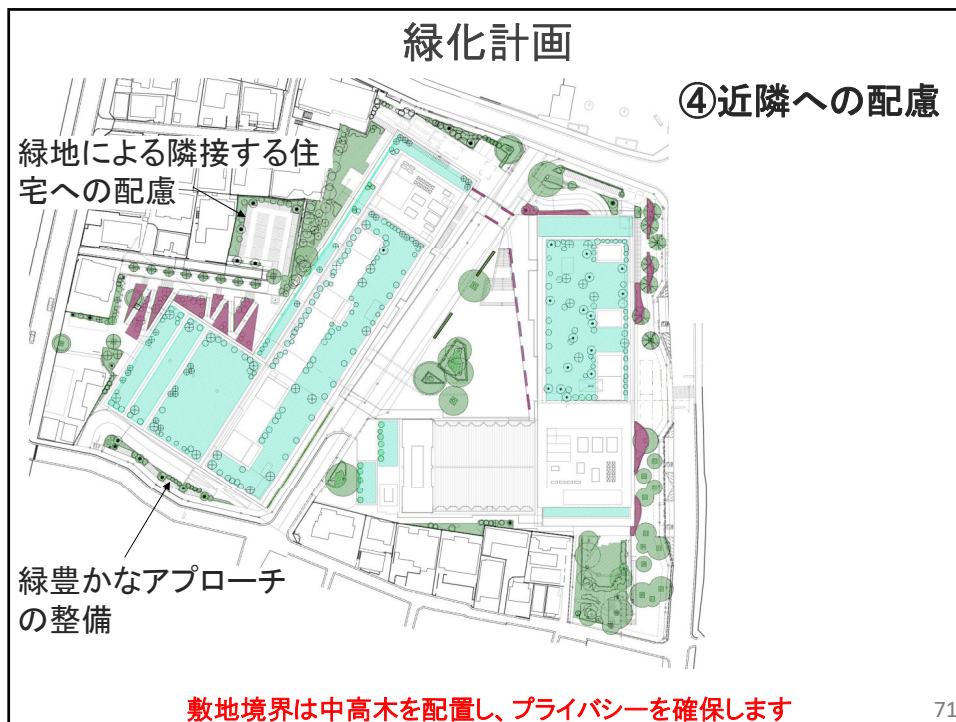 緑化計画
④近隣への配慮
緑地による隣接する住
宅への配慮
緑豊かなアプローチ
の整備
敷地境界は中高木を配置し、プライバシーを確保します
71